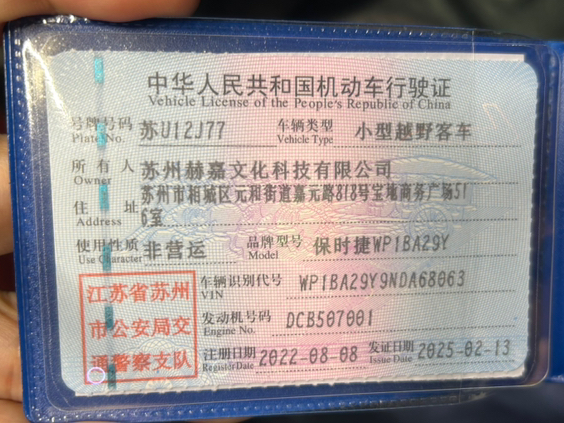 中华人民共和国机动车行驶证
Vehicle License of the People's Republic of China
号牌号码 苏U12J77 车辆类型 小型越野客车
Plate No. Vehicle Type
所有人 苏州赫嘉文化科技有限公司
Owner
住址 苏州市相城区元和街道嘉元路818号宝地商务广场51
6室
Address
使用性质 非营运 品牌型号 保时捷WP1BA29Y
Use Character Model
江苏省苏州
市公安局交
通警察支队
车辆识别代号 WP1BA29Y9NDA68063
VIN
发动机号码 DCB507001
Engine No.
注册日期 2022-08-08 发证日期 2025-02-13
Register Date Issue Date